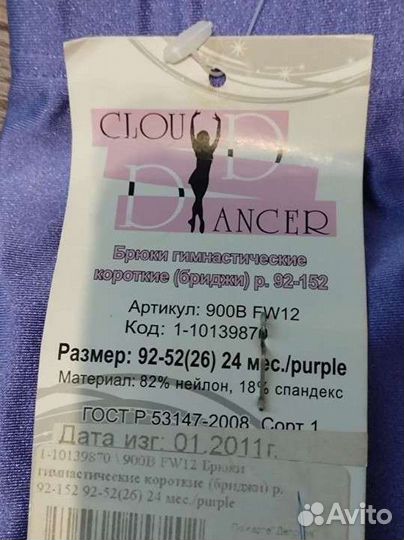 CLOUD
DANCER
Брюки гимнастические
короткие (бриджи) р. 92-152
Артикул: 900B FW12
Код: 1-10139870
Размер: 92-52(26) 24 мес./purple
Материал: 82% нейлон, 18% спандекс
ГОСТ Р 53147-2008 Сорт 1
Дата изг: 01.2011г.
1-10139870 \ 900B FW12 Брюки
гимнастические короткие (бриджи) р.
92-152 92-52(26) 24 мес./purple
Avito